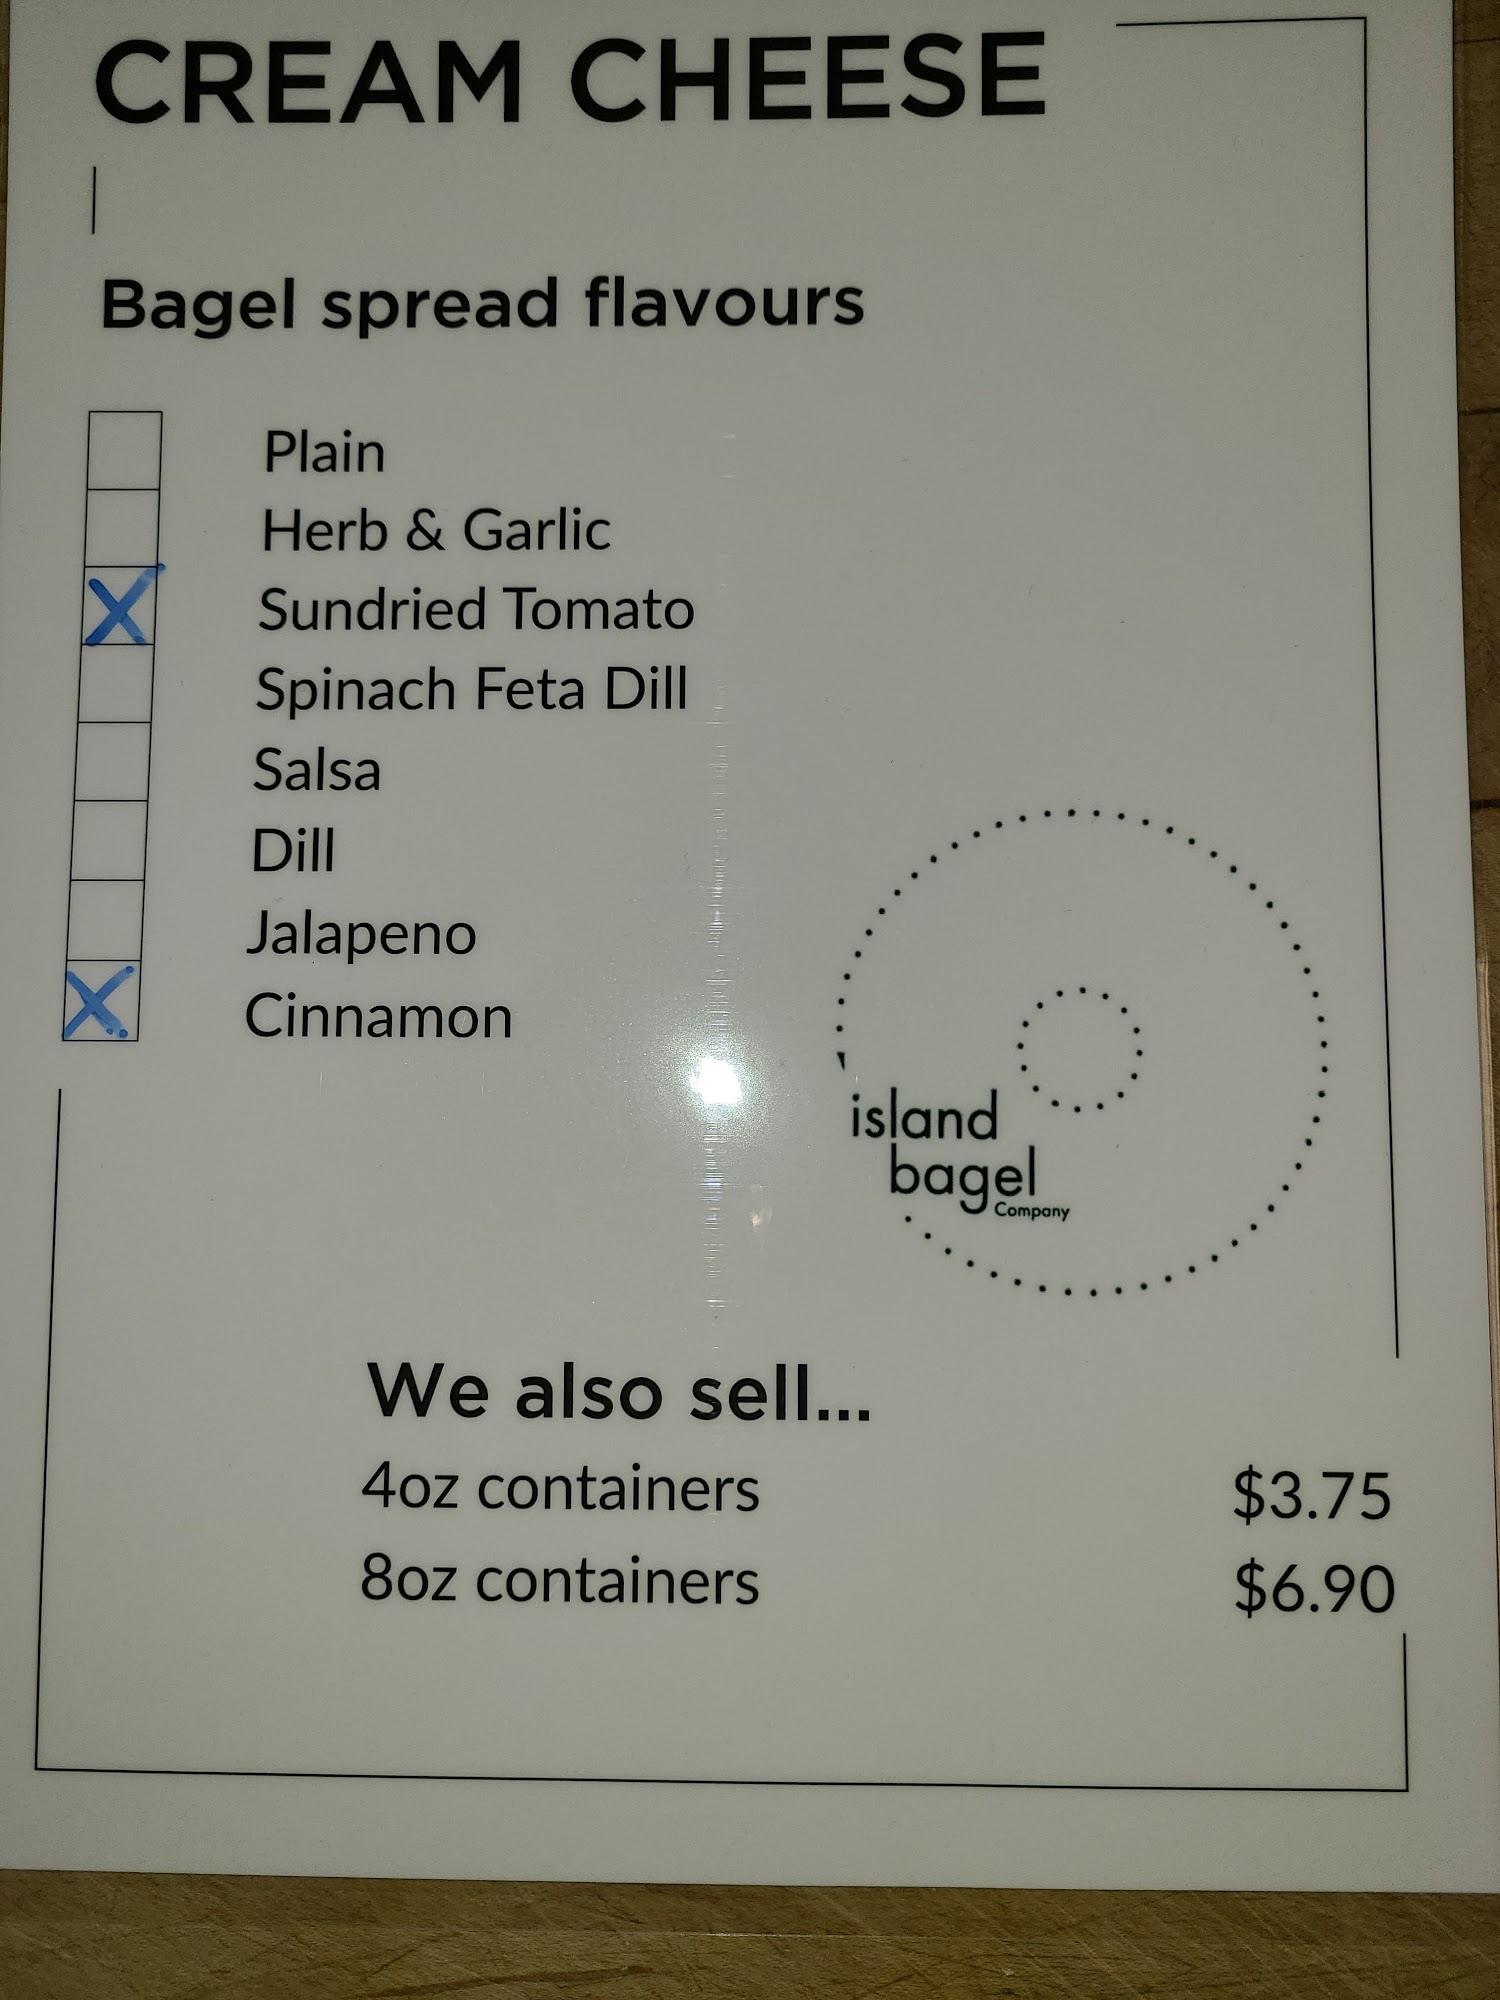 CREAM CHEESE
Bagel spread flavours
Plain
Herb & Garlic
X Sundried Tomato
Spinach Feta Dill
Salsa
Dill
Jalapeno
X Cinnamon
island
bagel
Company
We also sell...
4oz containers $3.75
8oz containers $6.90